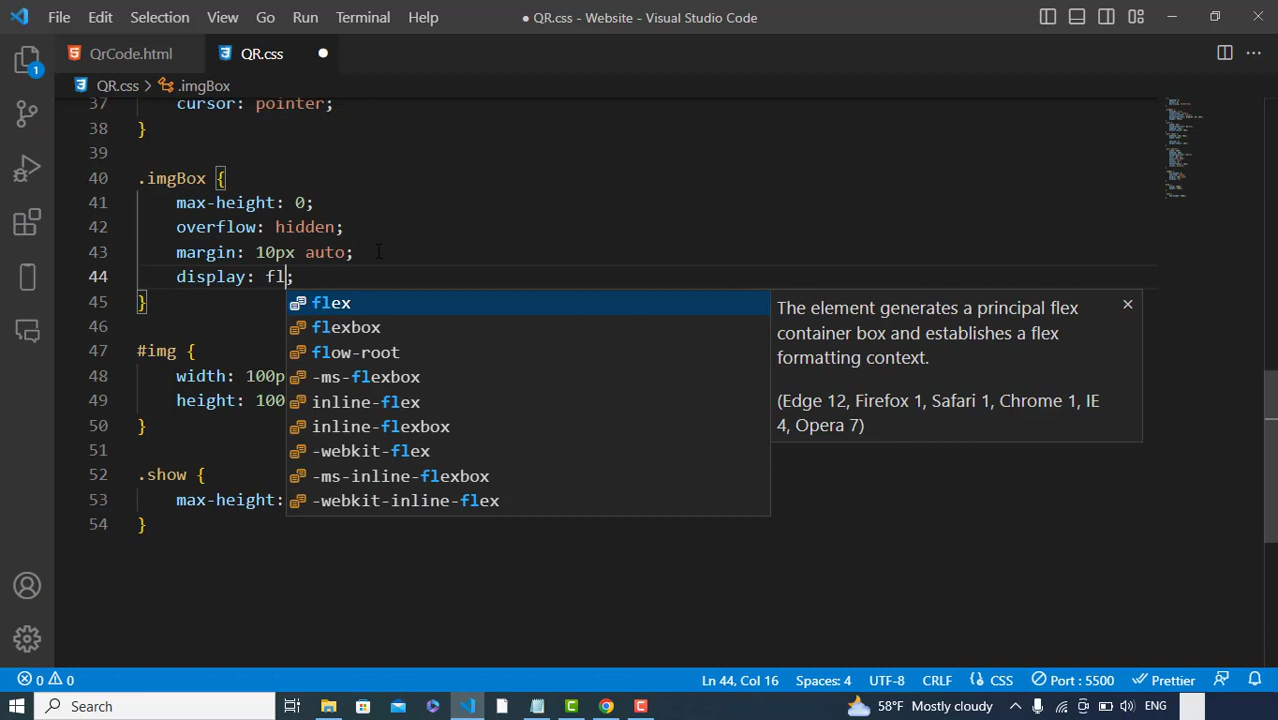 File Edit Selection View Go Run Terminal Help ● QR.css - Website - Visual Studio Code
QrCode.html QR.css
QR.css > .imgBox
37 cursor: pointer;
38 }
39
40 .imgBox {
41 max-height: 0;
42 overflow: hidden;
43 margin: 10px auto;
44 display: fl;
45 }
46
47 #img {
48 width: 100p
49 height: 100
50 }
51
52 .show {
53 max-height:
54 }
flex
flexbox
flow-root
-ms-flexbox
inline-flex
inline-flexbox
-webkit-flex
-ms-inline-flexbox
-webkit-inline-flex
The element generates a principal flex
container box and establishes a flex
formatting context.
(Edge 12, Firefox 1, Safari 1, Chrome 1, IE
4, Opera 7)
1
0 0 Ln 44, Col 16 Spaces: 4 UTF-8 CRLF CSS Port : 5500 Prettier
Search 58°F Mostly cloudy ENG